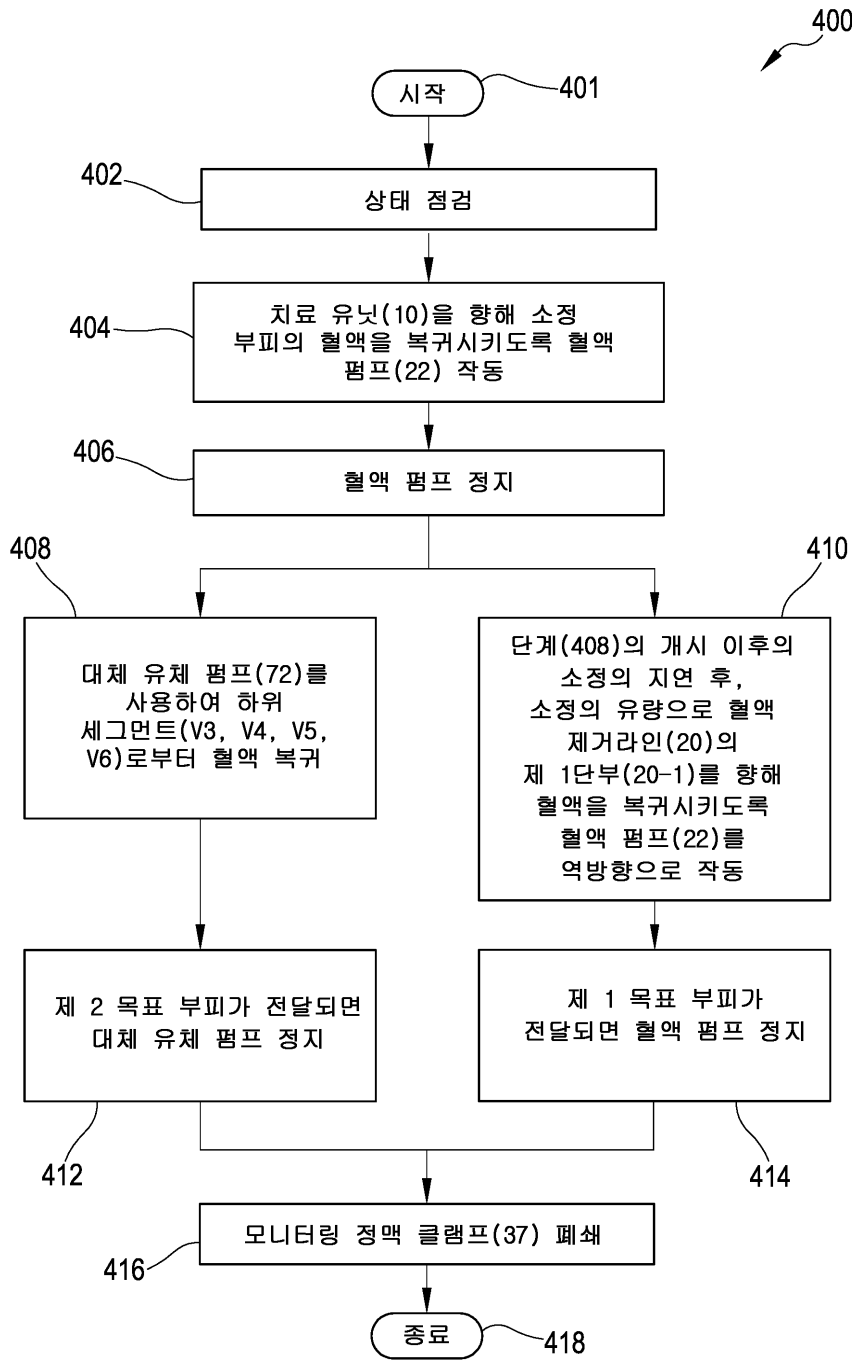 400
시작
401
402
상태 점검
404
치료 유닛(10)을 향해 소정
부피의 혈액을 복귀시키도록 혈액
펌프(22) 작동
406
혈액 펌프 정지
408
대체 유체 펌프(72)를
사용하여 하위
세그먼트(V3, V4, V5,
V6)로부터 혈액 복귀
410
단계(408)의 개시 이후의
소정의 지연 후,
소정의 유량으로 혈액
제거라인(20)의
제 1단부(20-1)를 향해
혈액을 복귀시키도록
혈액 펌프(22)를
역방향으로 작동
제 2 목표 부피가 전달되면
대체 유체 펌프 정지
412
제 1 목표 부피가
전달되면 혈액 펌프 정지
414
모니터링 정맥 클램프(37) 폐쇄
416
종료
418